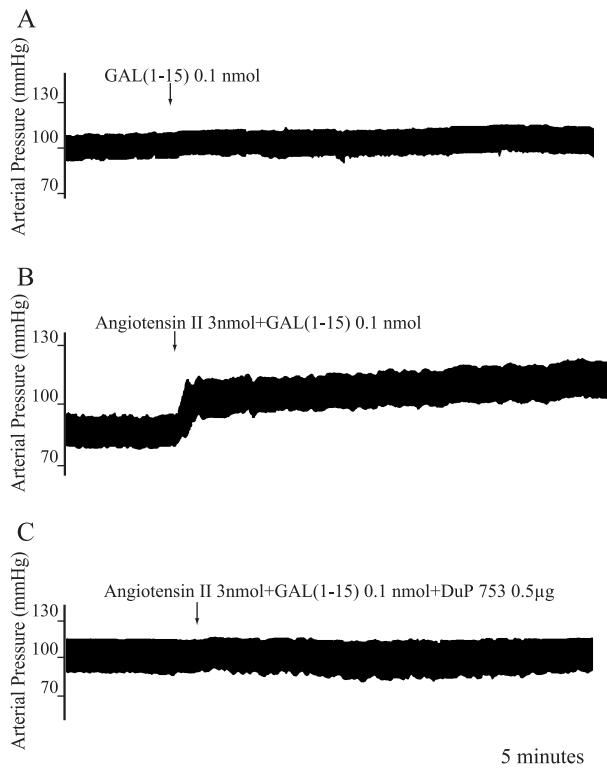 A
GAL(1-15) 0.1 nmol
Arterial Pressure (mmHg)
130
100
70
B
Angiotensin II 3nmol+GAL(1-15) 0.1 nmol
Arterial Pressure (mmHg)
130
100
70
C
Angiotensin II 3nmol+GAL(1-15) 0.1 nmol+DuP 753 0.5µg
Arterial Pressure (mmHg)
130
100
70
5 minutes